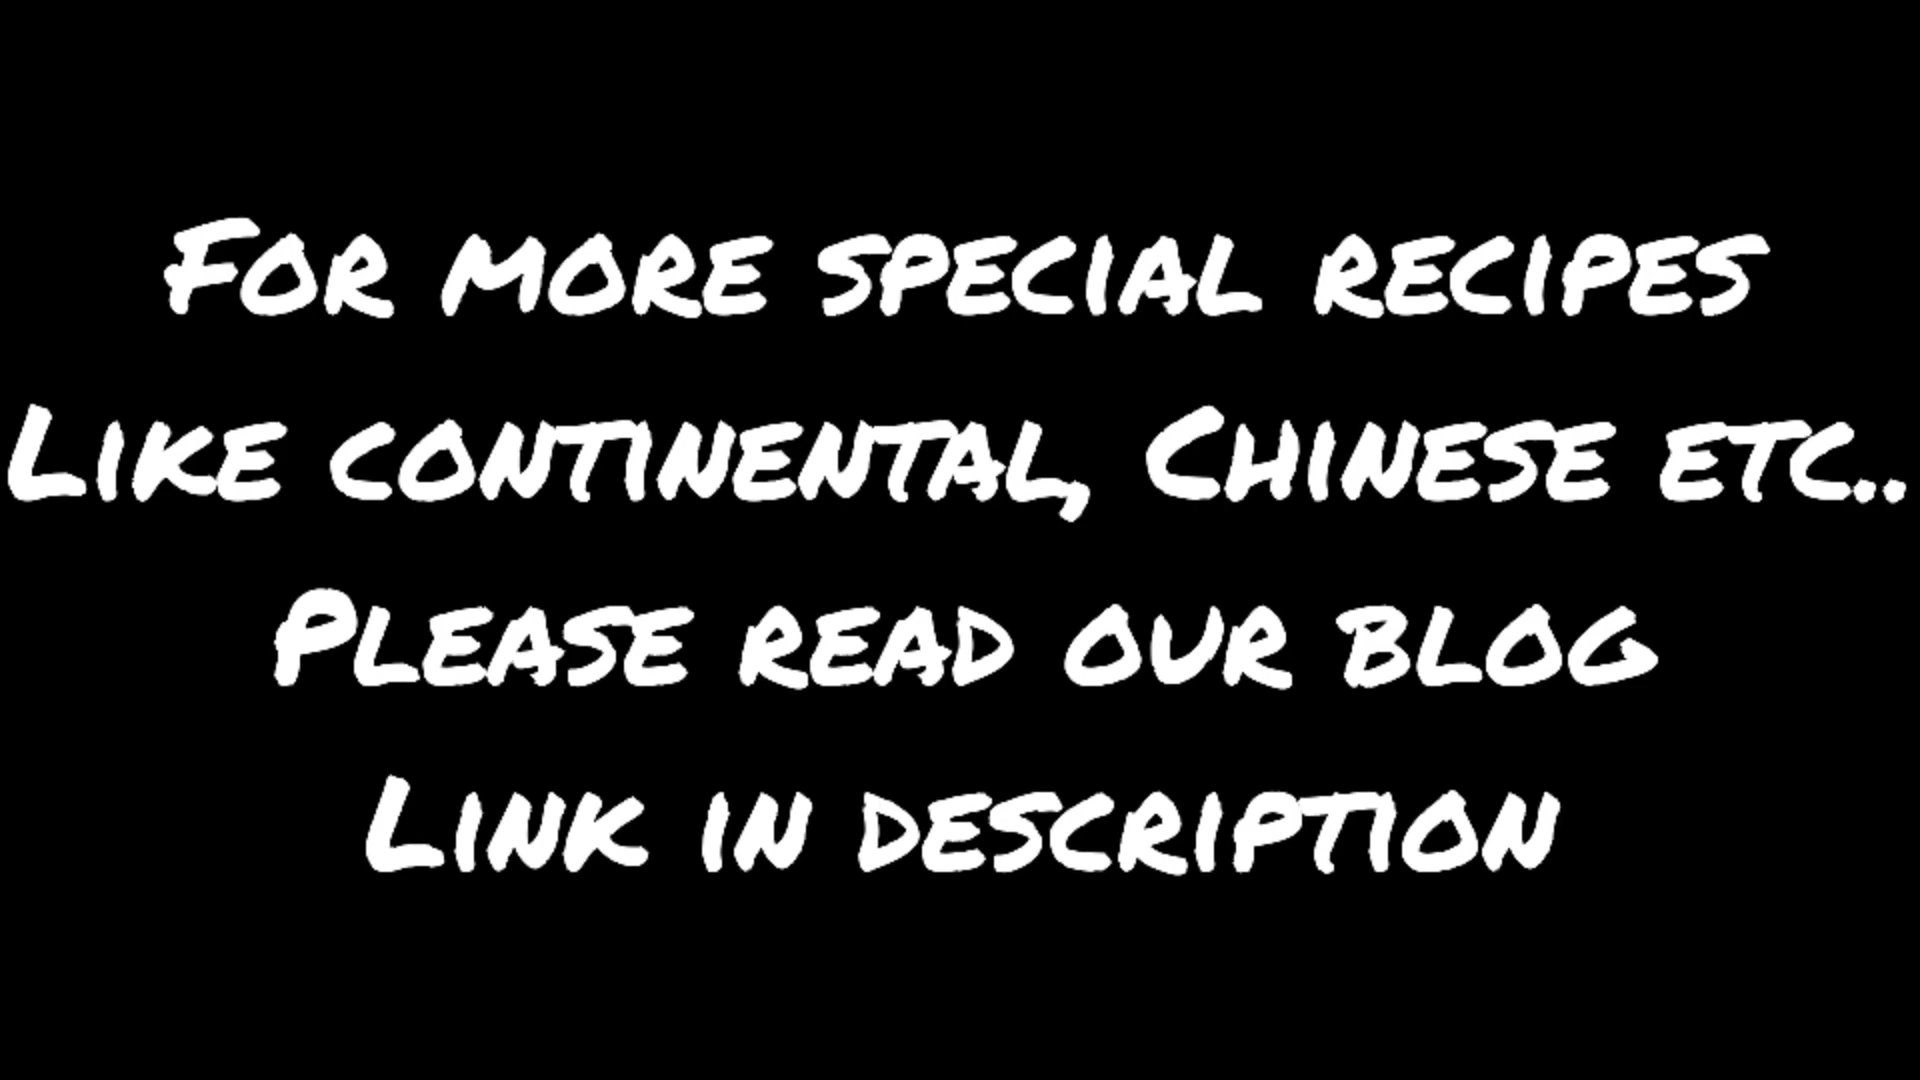 For more special recipes
Like continental, Chinese etc..
Please read our blog
Link in description